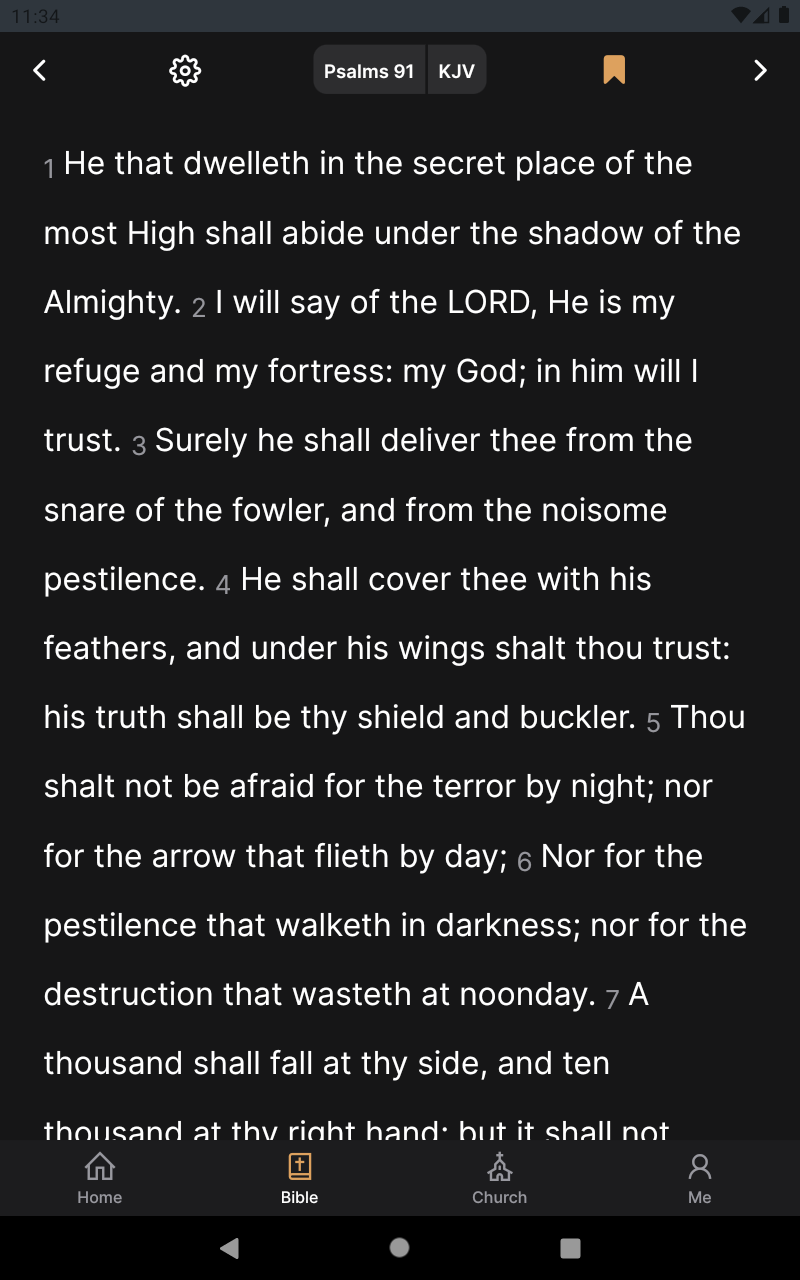 11:34
Psalms 91 KJV
1 He that dwelleth in the secret place of the
most High shall abide under the shadow of the
Almighty. 2 I will say of the LORD, He is my
refuge and my fortress: my God; in him will I
trust. 3 Surely he shall deliver thee from the
snare of the fowler, and from the noisome
pestilence. 4 He shall cover thee with his
feathers, and under his wings shalt thou trust:
his truth shall be thy shield and buckler. 5 Thou
shalt not be afraid for the terror by night; nor
for the arrow that flieth by day; 6 Nor for the
pestilence that walketh in darkness; nor for the
destruction that wasteth at noonday. 7 A
thousand shall fall at thy side, and ten
thousand at thy right hand; but it shall not
Home Bible Church Me